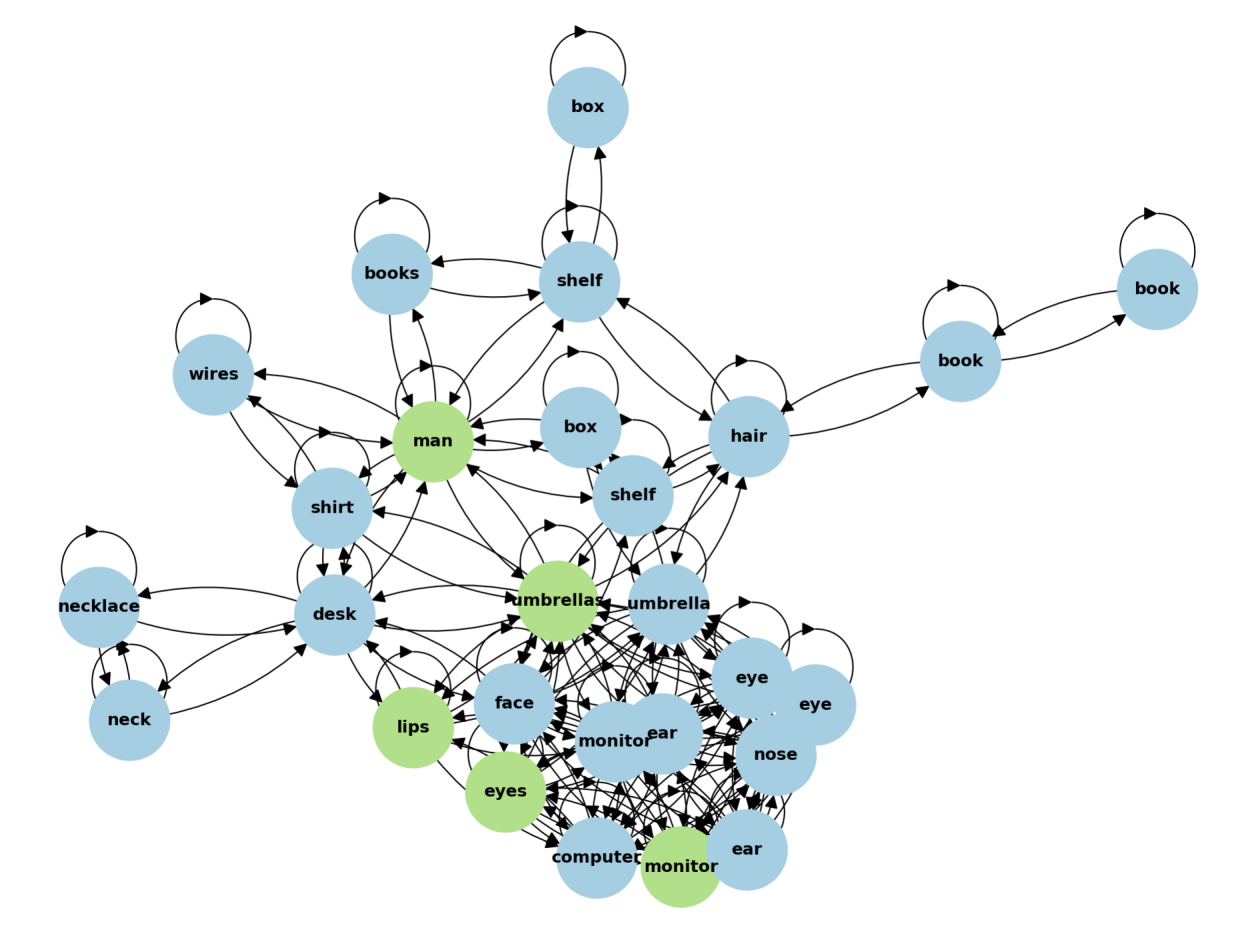 box
books
shelf
book
book
wires
man
box
hair
shelf
shirt
necklace
desk
umbrellas
umbrella
neck
lips
face
eye
eye
monitor
ear
nose
eyes
computer
monitor
ear